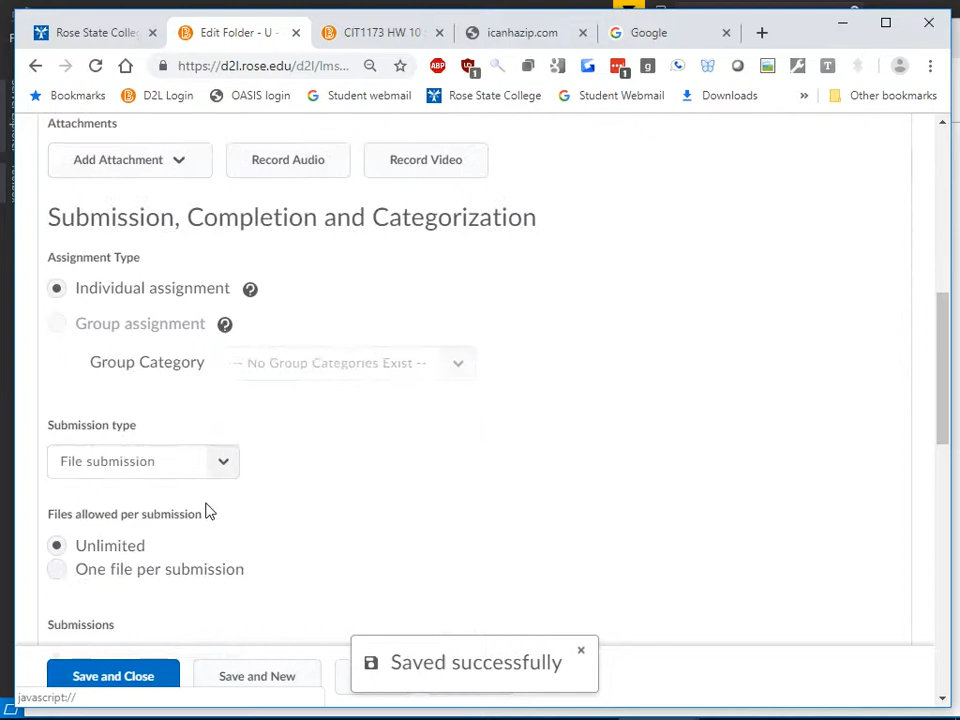 Rose State Colle
Edit Folder - U -
CIT1173 HW 10
icanhazip.com
Google
https://d2l.rose.edu/d2l/lms...
Bookmarks
D2L Login
OASIS login
Student webmail
Rose State College
Student Webmail
Downloads
»
Other bookmarks
Attachments
Add Attachment
Record Audio
Record Video
Submission, Completion and Categorization
Assignment Type
Individual assignment
Group assignment
Group Category
-- No Group Categories Exist --
Submission type
File submission
Files allowed per submission
Unlimited
One file per submission
Submissions
Saved successfully
Save and Close
Save and New
javascript://